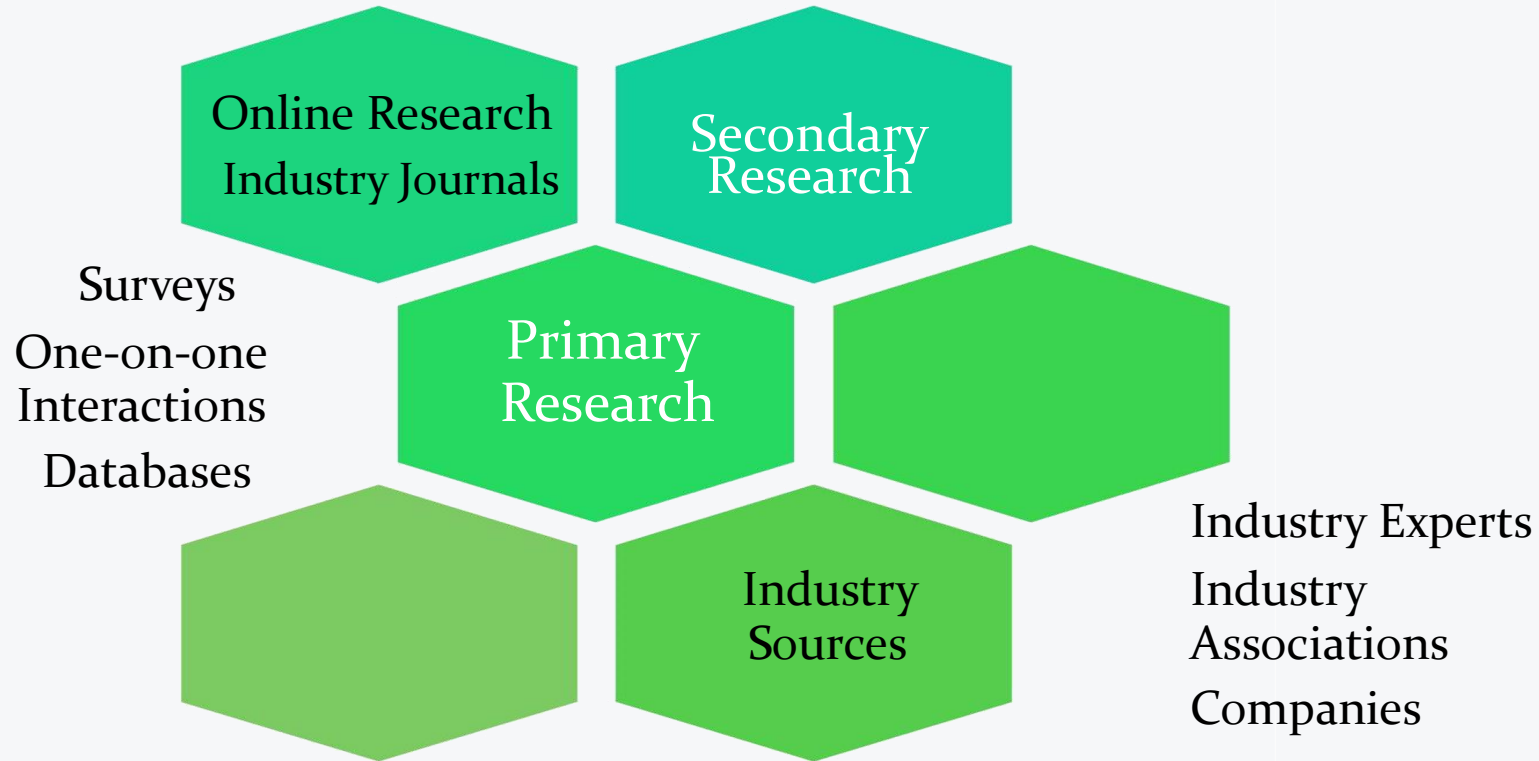 Online Research
Industry Journals
Secondary
Research
Surveys
One-on-one
Interactions
Databases
Primary
Research
Industry
Sources
Industry Experts
Industry
Associations
Companies